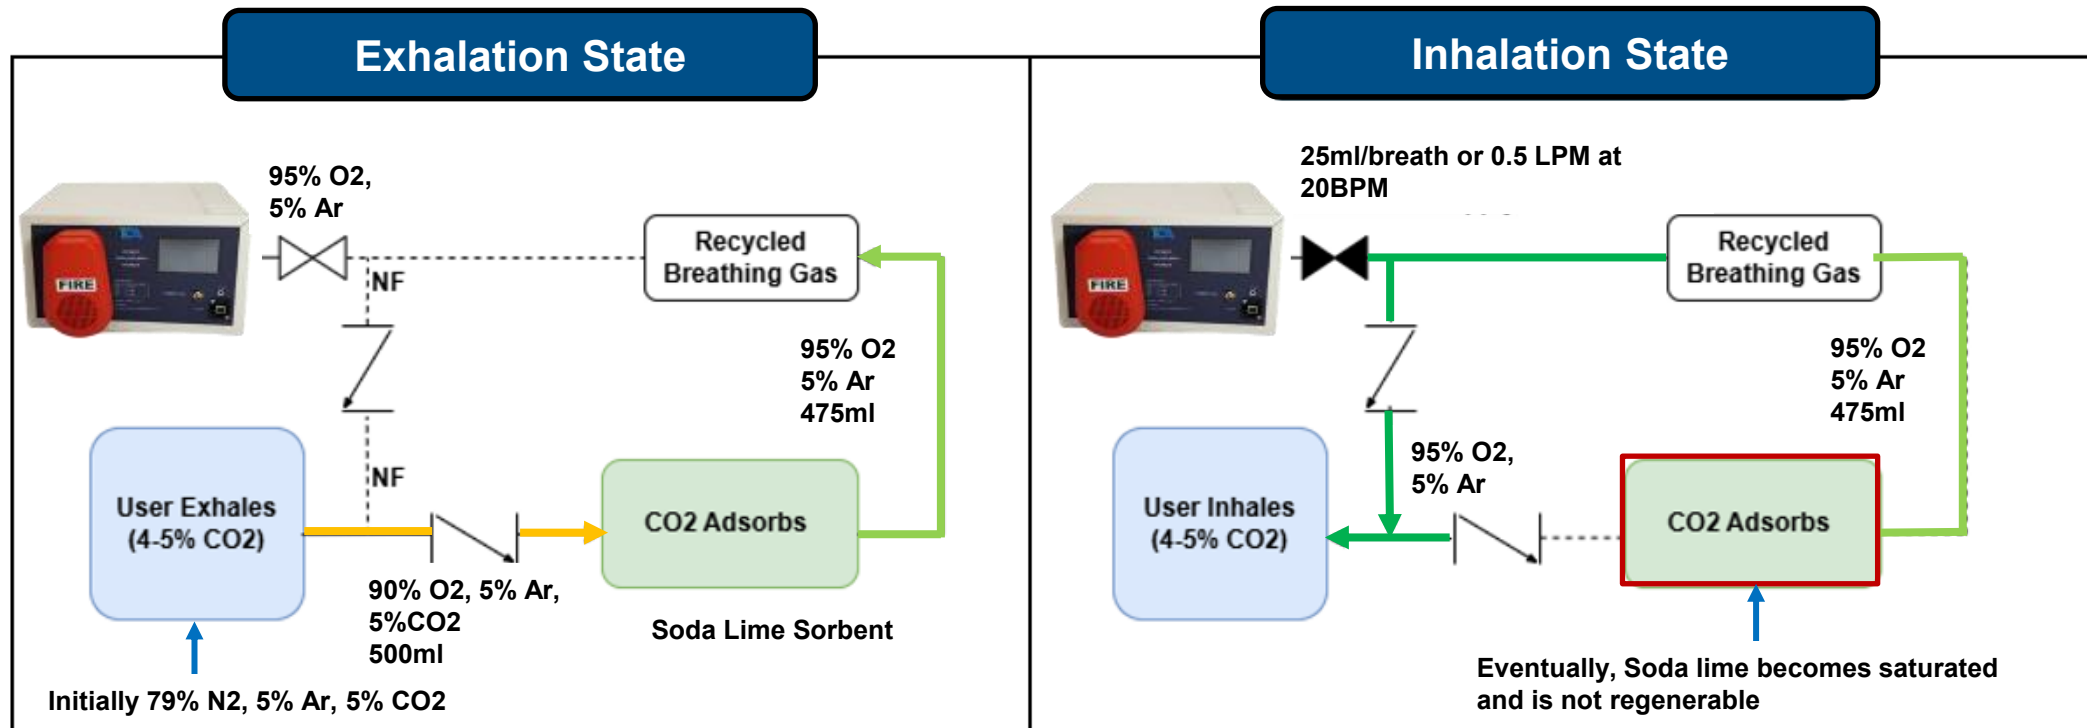 Exhalation State
95% O2,
5% Ar
FIRE
NF
Recycled
Breathing Gas
95% O2
5% Ar
475ml
NF
User Exhales
(4-5% CO2)
CO2 Adsorbs
90% O2, 5% Ar,
5%CO2
500ml
Soda Lime Sorbent
Initially 79% N2, 5% Ar, 5% CO2
Inhalation State
25ml/breath or 0.5 LPM at
20BPM
FIRE
Recycled
Breathing Gas
95% O2
5% Ar
475ml
95% O2,
5% Ar
User Inhales
(4-5% CO2)
CO2 Adsorbs
Eventually, Soda lime becomes saturated
and is not regenerable